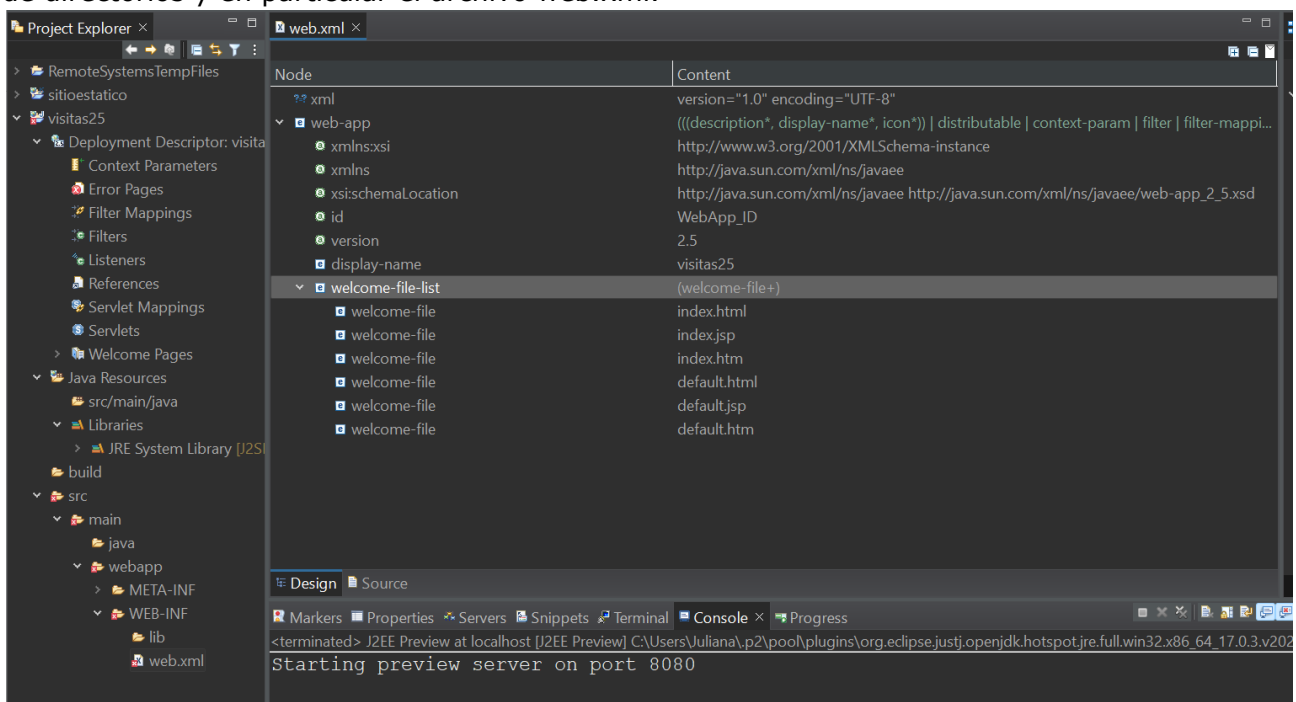 de directorios y en particular el archivo web.xml.
Project Explorer ×
RemoteSystemsTempFiles
sitioestatico
visitas25
Deployment Descriptor: visita
Context Parameters
Error Pages
Filter Mappings
Filters
Listeners
References
Servlet Mappings
Servlets
Welcome Pages
Java Resources
src/main/java
Libraries
JRE System Library [J2S
build
src
main
java
webapp
META-INF
WEB-INF
lib
web.xml
web.xml ×
Node Content
xml version="1.0" encoding="UTF-8"
web-app (((description*, display-name*, icon*)) | distributable | context-param | filter | filter-mappi...
xmlns:xsi http://www.w3.org/2001/XMLSchema-instance
xmlns http://java.sun.com/xml/ns/javaee
xsi:schemaLocation http://java.sun.com/xml/ns/javaee http://java.sun.com/xml/ns/javaee/web-app_2_5.xsd
id WebApp_ID
version 2.5
display-name visitas25
welcome-file-list (welcome-file+)
welcome-file index.html
welcome-file index.jsp
welcome-file index.htm
welcome-file default.html
welcome-file default.jsp
welcome-file default.htm
Design Source
Markers Properties Servers Snippets Terminal Console × Progress
<terminated> J2EE Preview at localhost [J2EE Preview] C:\Users\Juliana\.p2\pool\plugins\org.eclipse.justj.openjdk.hotspot.jre.full.win32.x86_64_17.0.3.v202
Starting preview server on port 8080